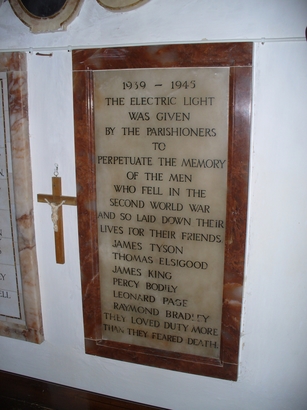 1939 - 1945
THE ELECTRIC LIGHT
WAS GIVEN
BY THE PARISHIONERS
TO
PERPETUATE THE MEMORY
OF THE MEN
WHO FELL IN THE
SECOND WORLD WAR
AND SO LAID DOWN THEIR
LIVES FOR THEIR FRIENDS
JAMES TYSON
THOMAS ELSIGOOD
JAMES KING
PERCY BODILY
LEONARD PAGE
RAYMOND BRADLEY
THEY LOVED DUTY MORE
THAN THEY FEARED DEATH.